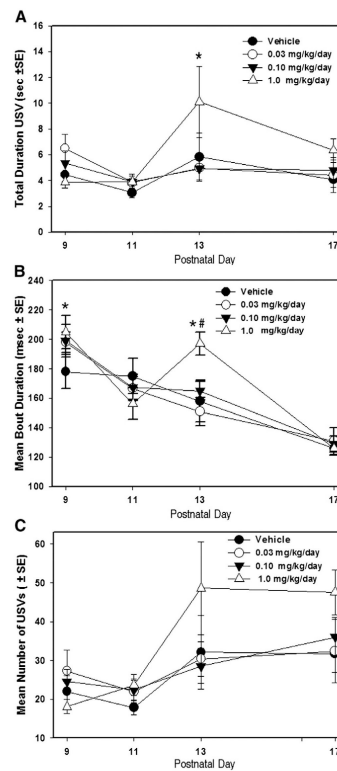 A
16
14
12
10
8
6
4
2
0
Total Duration USV (sec ±SE)
*
Vehicle
0.03 mg/kg/day
0.10 mg/kg/day
1.0 mg/kg/day
9 11 13 17
Postnatal Day
B
240
220
200
180
160
140
120
100
Mean Bout Duration (msec ± SE)
*
*#
Vehicle
0.03 mg/kg/day
0.10 mg/kg/day
1.0 mg/kg/day
9 11 13 17
Postnatal Day
C
60
50
40
30
20
10
Mean Number of USVs (± SE)
Vehicle
0.03 mg/kg/day
0.10 mg/kg/day
1.0 mg/kg/day
9 11 13 17
Postnatal Day